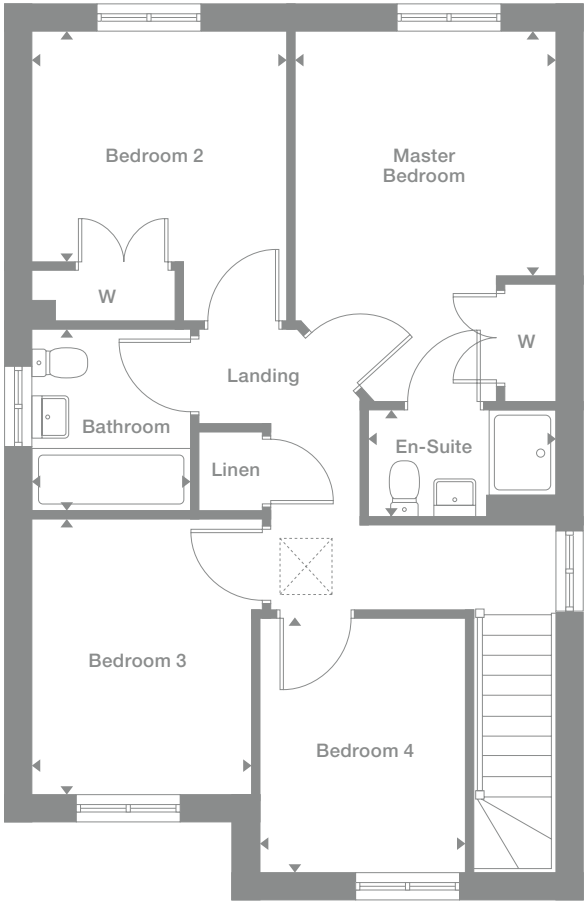 Bedroom 2
Master
Bedroom
W
W
Landing
Bathroom
En-Suite
Linen
Bedroom 3
Bedroom 4